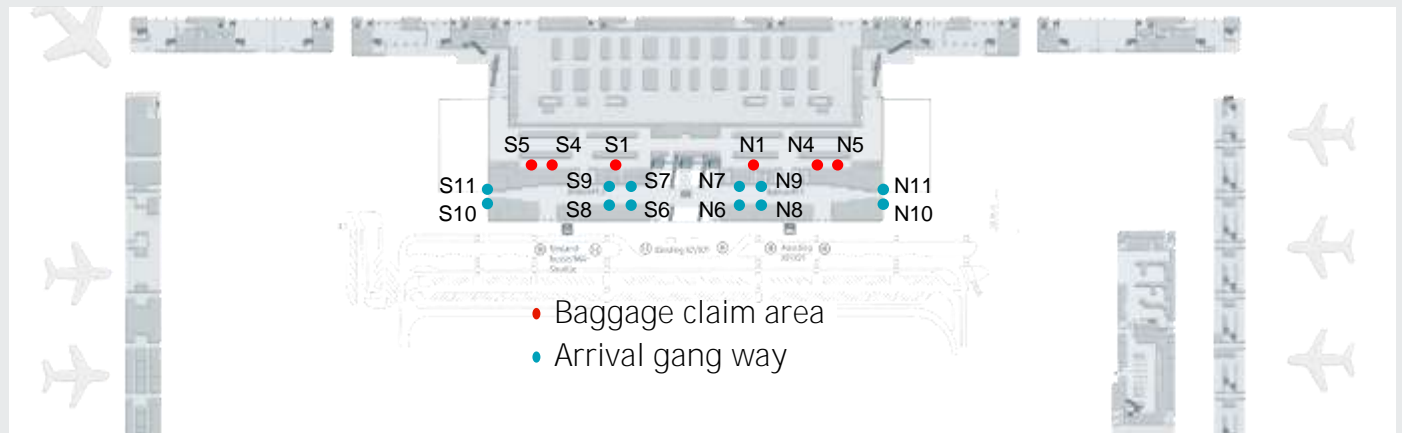 S5 S4 S1 N1 N4 N5
S11 S9 S7 N7 N9 N11
S10 S8 S6 N6 N8 N10
Baggage claim area
Arrival gang way